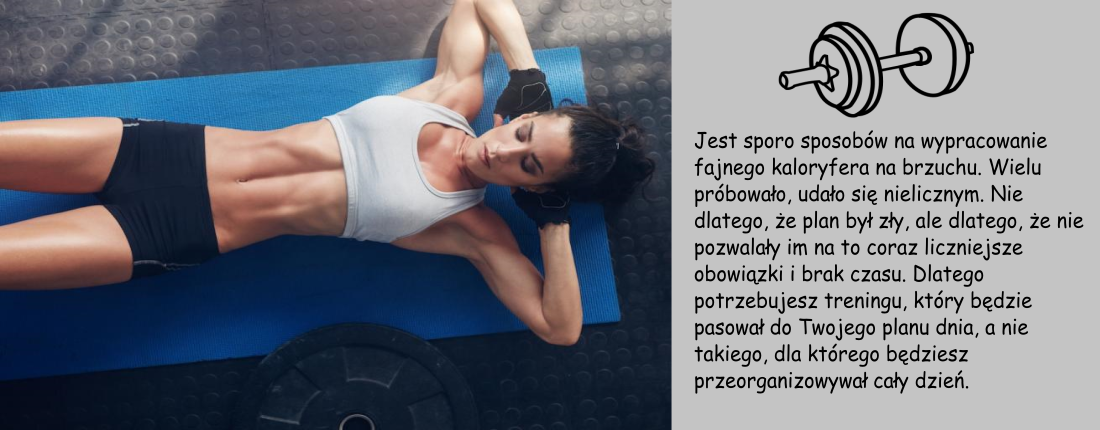 Jest sporo sposobów na wypracowanie
fajnego kaloryfera na brzuchu. Wielu
próbowało, udało się nielicznym. Nie
dlatego, że plan był zły, ale dlatego, że nie
pozwalały im na to coraz liczniejsze
obowiązki i brak czasu. Dlatego
potrzebujesz treningu, który będzie
pasował do Twojego planu dnia, a nie
takiego, dla którego będziesz
przeorganizowywał cały dzień.